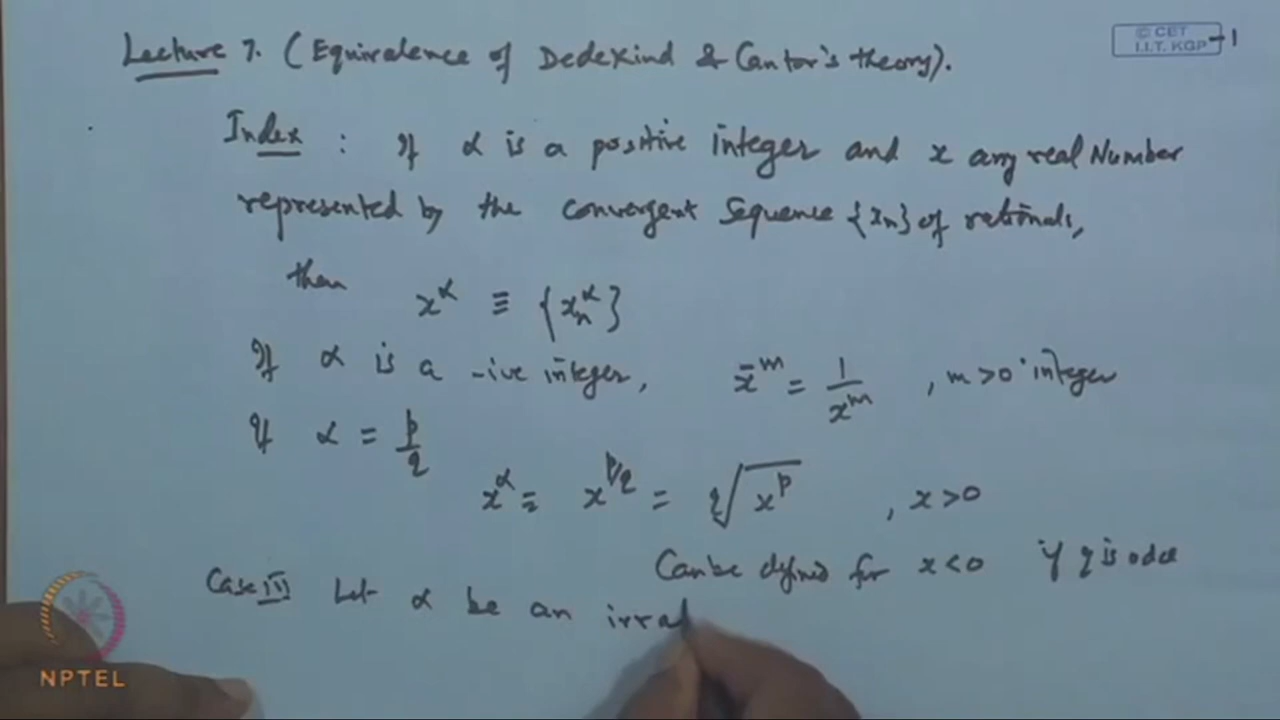 Lecture 7. (Equivalence of Dedekind & Cantor's theory).
© CET
I.I.T. KGP
-1
Index : If α is a positive integer and x any real Number
represented by the convergent Sequence {xn} of rationals,
then x^α ≡ {xn^α}
If α is a -ive integer, x^-m = 1/x^m , m>0 integer
If α = p/q
x^α = x^p/q = q√x^p , x>0
Can be defined for x<0 if q is odd
Case III Let α be an irrat
NPTEL